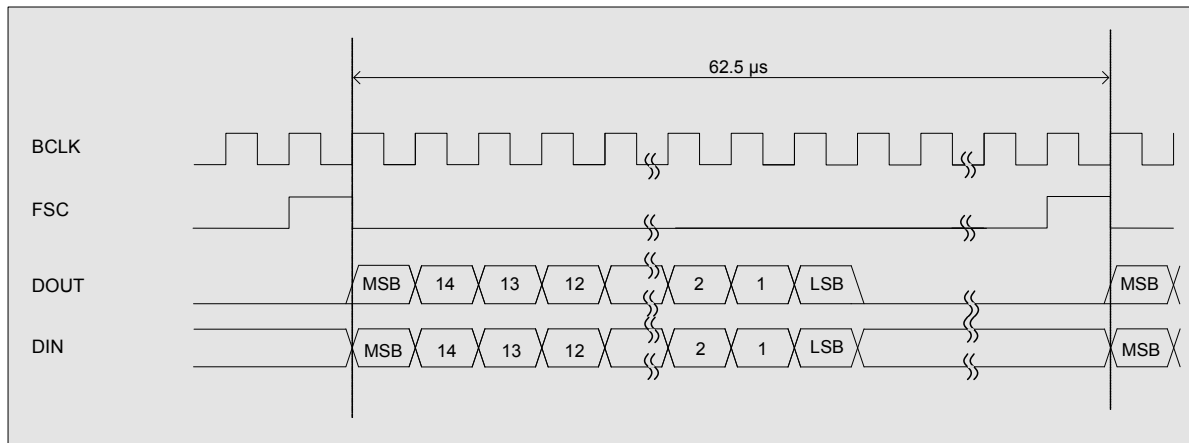 62.5 µs
BCLK
FSC
DOUT MSB 14 13 12 2 1 LSB MSB
DIN MSB 14 13 12 2 1 LSB MSB